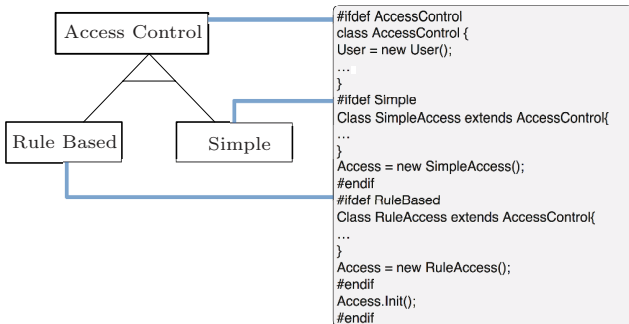 Access Control
Rule Based
Simple
#ifdef AccessControl
class AccessControl {
User = new User();
...
}
#ifdef Simple
Class SimpleAccess extends AccessControl{
...
}
Access = new SimpleAccess();
#endif
#ifdef RuleBased
Class RuleAccess extends AccessControl{
...
}
Access = new RuleAccess();
#endif
Access.Init();
#endif